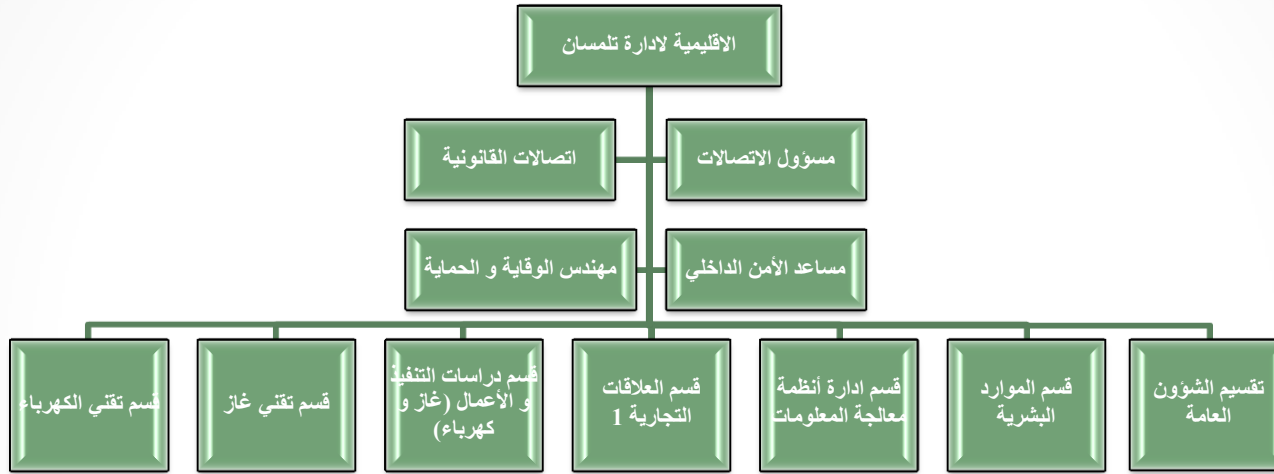 الاقليمية لادارة تلمسان
مسؤول الاتصالات
اتصالات القانونية
مساعد الأمن الداخلي
مهندس الوقاية و الحماية
تقسيم الشؤون
العامة
قسم الموارد
البشرية
قسم ادارة أنظمة
معالجة المعلومات
قسم العلاقات
التجارية 1
قسم دراسات التنفيذ
و الأعمال (غاز و
كهرباء)
قسم تقني غاز
قسم تقني الكهرباء